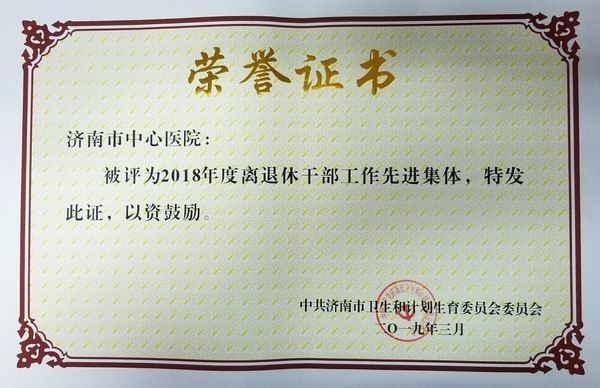 荣誉证书
济南市中心医院：
被评为2018年度离退休干部工作先进集体，特发
此证，以资鼓励。
中共济南市卫生和计划生育委员会委员会
二〇一九年三月